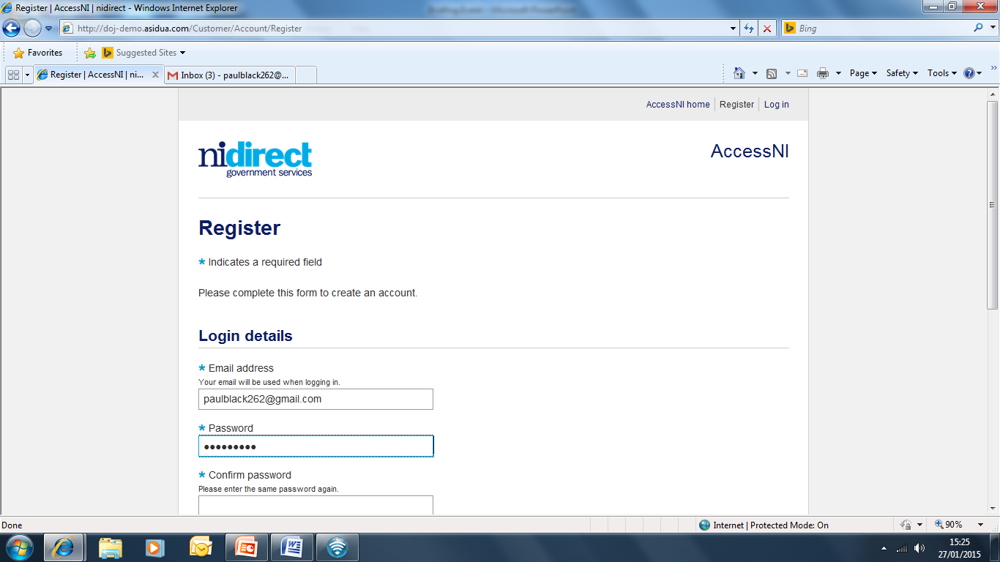 Register | AccessNI | nidirect - Windows Internet Explorer
http://doj-demo.asidua.com/Customer/Account/Register
Bing
Favorites
Suggested Sites
Register | AccessNI | ni...
Inbox (3) - paulblack262@...
Page
Safety
Tools
AccessNI home
Register
Log in
nidirect
government services
AccessNI
Register
* Indicates a required field
Please complete this form to create an account.
Login details
* Email address
Your email will be used when logging in.
paulblack262@gmail.com
* Password
●●●●●●●●●
* Confirm password
Please enter the same password again.
Done
Internet | Protected Mode: On
90%
15:25
27/01/2015